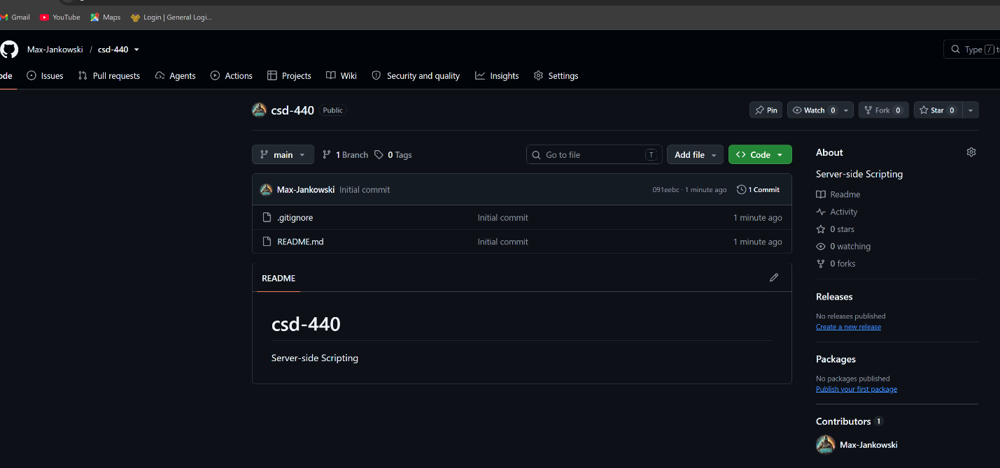 Gmail YouTube Maps Login | General Logi...
Max-Jankowski / csd-440 Type / t
ode Issues Pull requests Agents Actions Projects Wiki Security and quality Insights Settings
csd-440 Public Pin Watch 0 Fork 0 Star 0
main 1 Branch 0 Tags Go to file T Add file Code
Max-Jankowski Initial commit 091eebc · 1 minute ago 1 Commit
.gitignore Initial commit 1 minute ago
README.md Initial commit 1 minute ago
README
csd-440
Server-side Scripting
About
Server-side Scripting
Readme
Activity
0 stars
0 watching
0 forks
Releases
No releases published
Create a new release
Packages
No packages published
Publish your first package
Contributors 1
Max-Jankowski